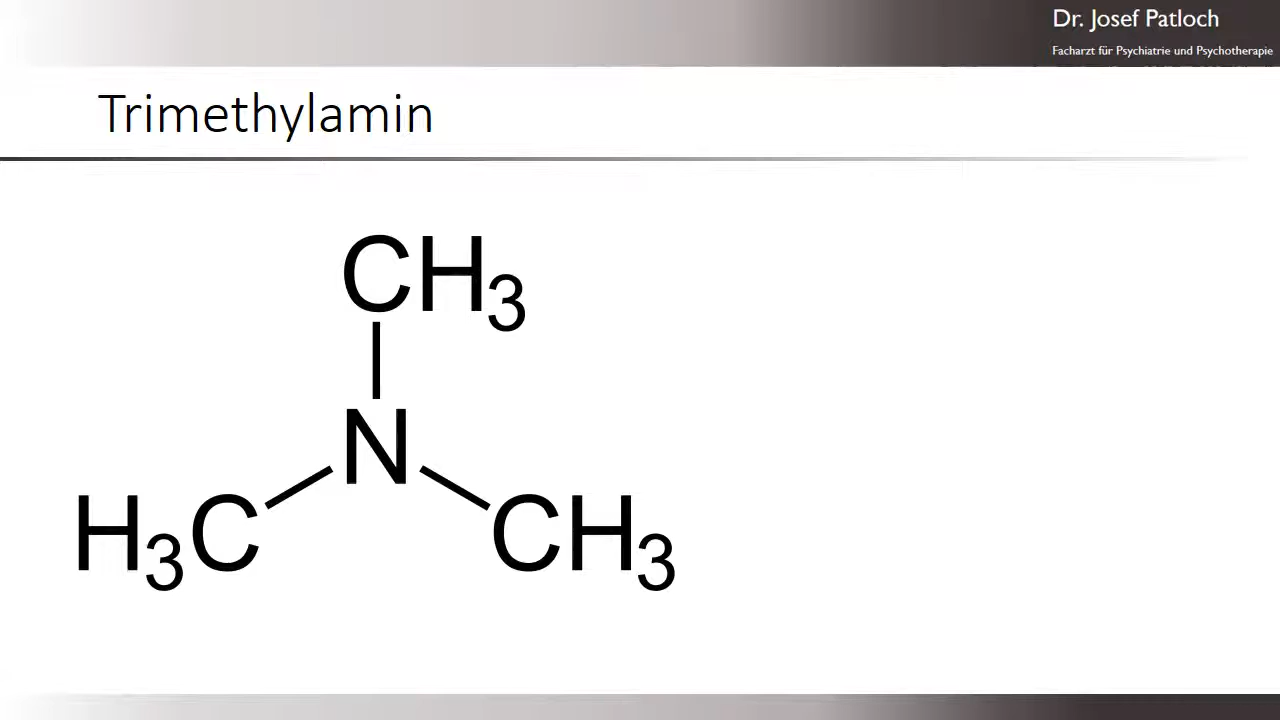 Dr. Josef Patloch
Facharzt für Psychiatrie und Psychotherapie
Trimethylamin
CH3
N
H3C CH3